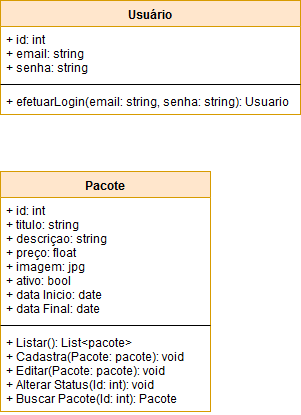 Usuário
+ id: int
+ email: string
+ senha: string
+ efetuarLogin(email: string, senha: string): Usuario
Pacote
+ id: int
+ titulo: string
+ descriçao: string
+ preço: float
+ imagem: jpg
+ ativo: bool
+ data Inicio: date
+ data Final: date
+ Listar(): List<pacote>
+ Cadastra(Pacote: pacote): void
+ Editar(Pacote: pacote): void
+ Alterar Status(Id: int): void
+ Buscar Pacote(Id: int): Pacote